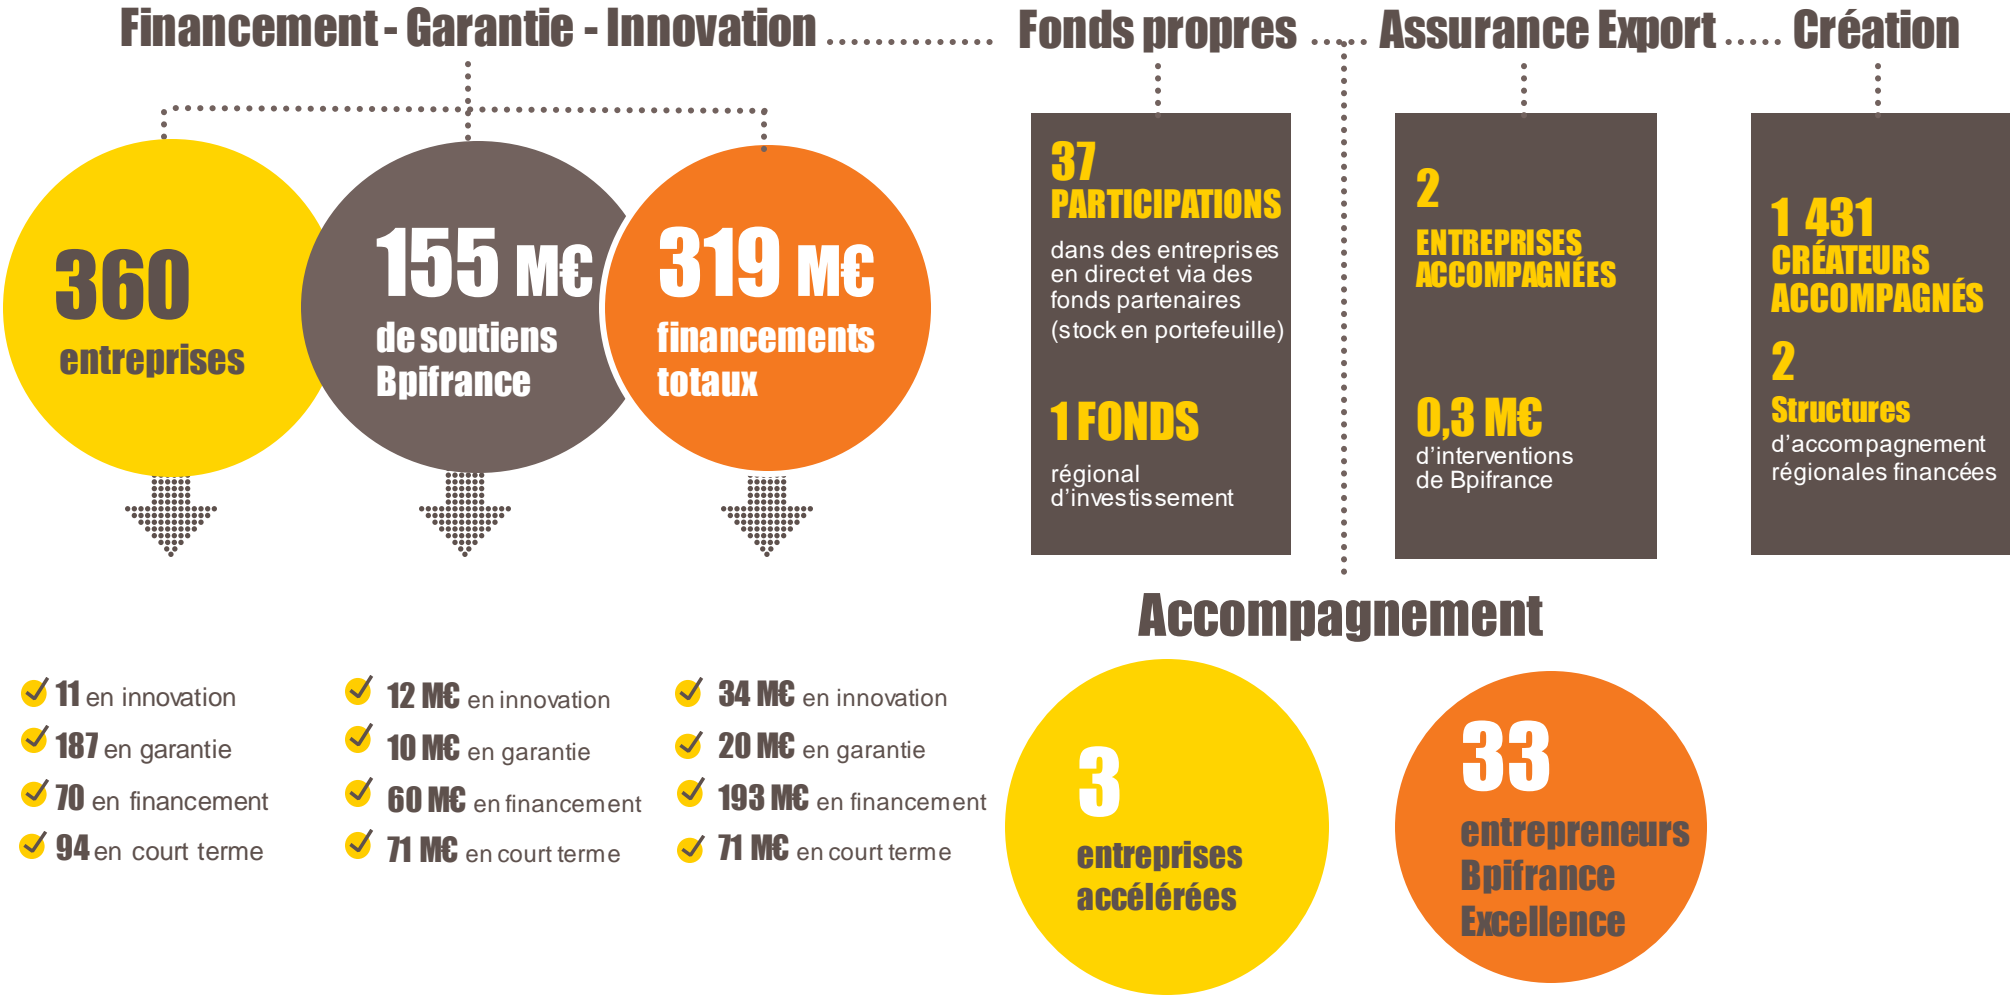 Financement - Garantie - Innovation
360
entreprises
155 M€
de soutiens
Bpifrance
319 M€
financements
totaux
11 en innovation
187 en garantie
70 en financement
94 en court terme
12 M€ en innovation
10 M€ en garantie
60 M€ en financement
71 M€ en court terme
34 M€ en innovation
20 M€ en garantie
193 M€ en financement
71 M€ en court terme
Fonds propres
37
PARTICIPATIONS
dans des entreprises
en direct et via des
fonds partenaires
(stock en portefeuille)
1 FONDS
régional
d'investissement
Assurance Export
2
ENTREPRISES
ACCOMPAGNÉES
0,3 M€
d'interventions
de Bpifrance
Création
1 431
CRÉATEURS
ACCOMPAGNÉS
2
Structures
d'accompagnement
régionales financées
Accompagnement
3
entreprises
accélérées
33
entrepreneurs
Bpifrance
Excellence